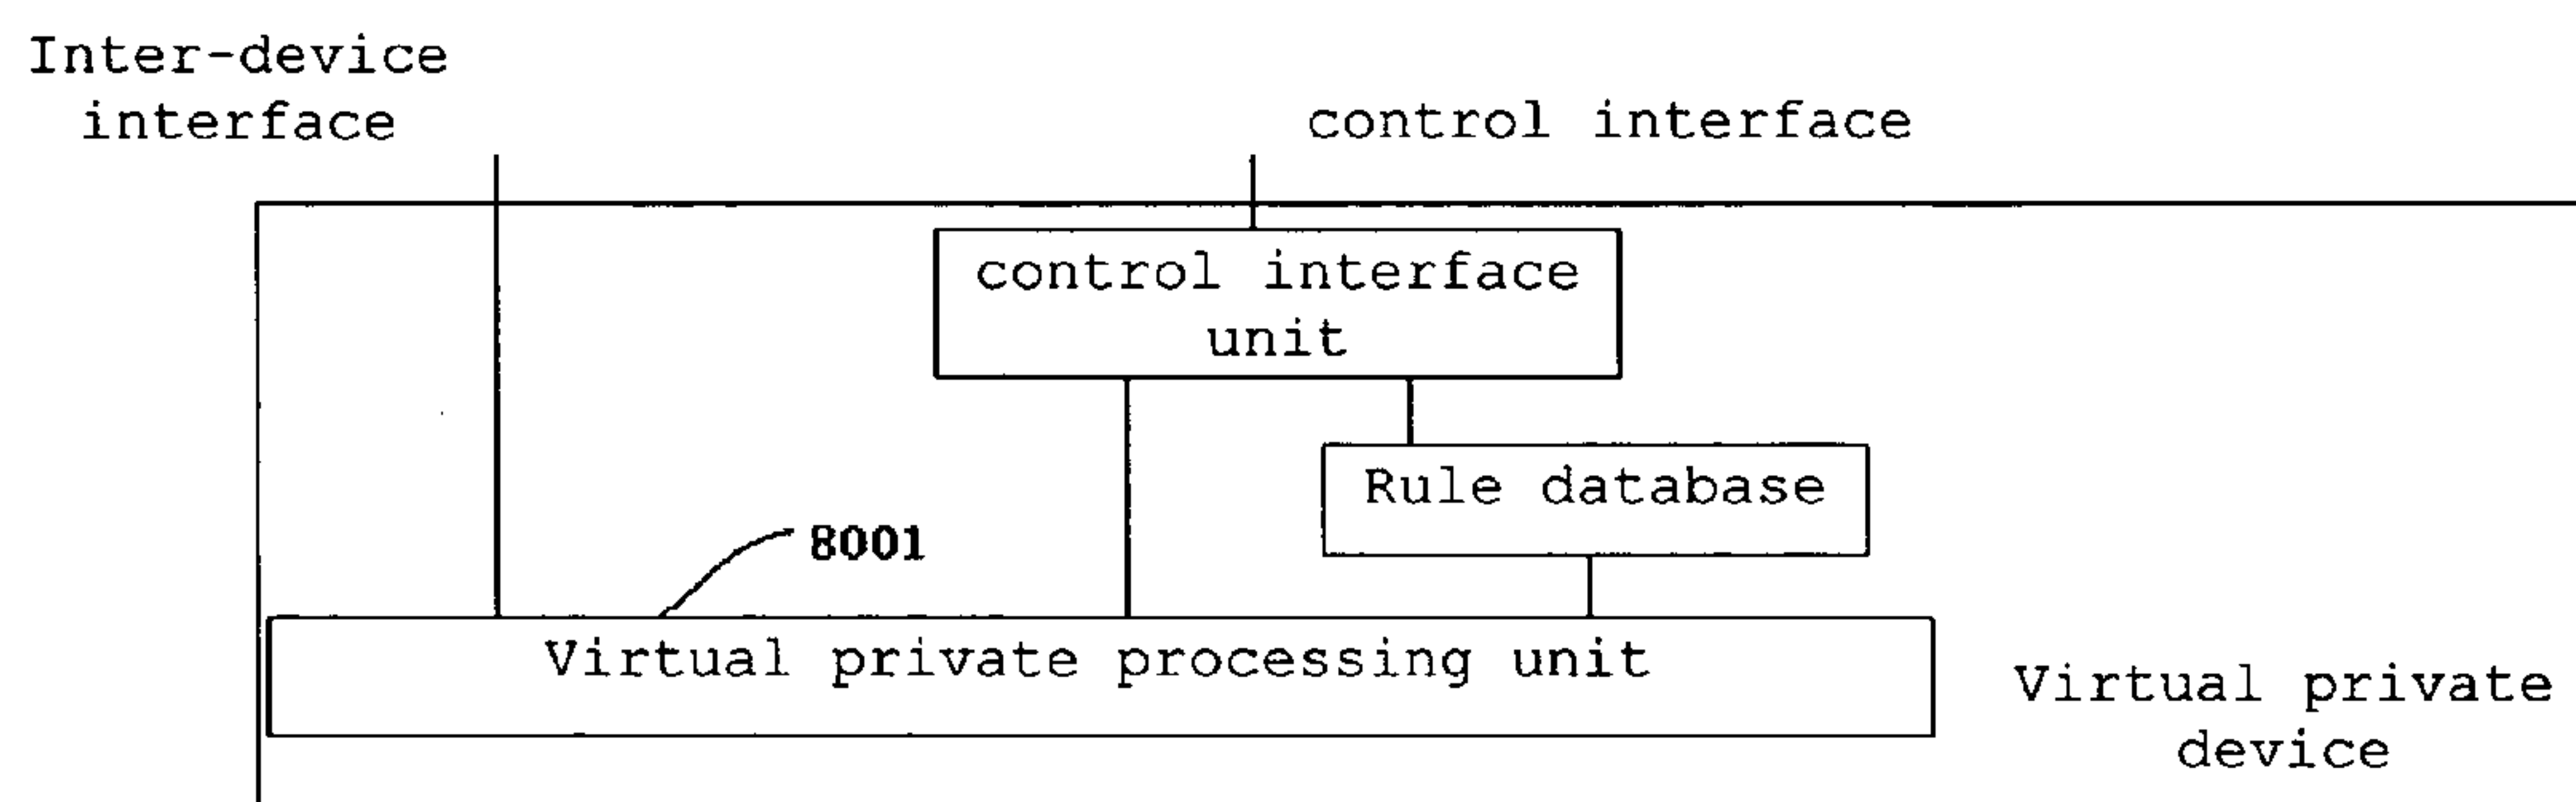 Inter-device
interface
control interface
control interface
unit
Rule database
8001
Virtual private processing unit
Virtual private
device